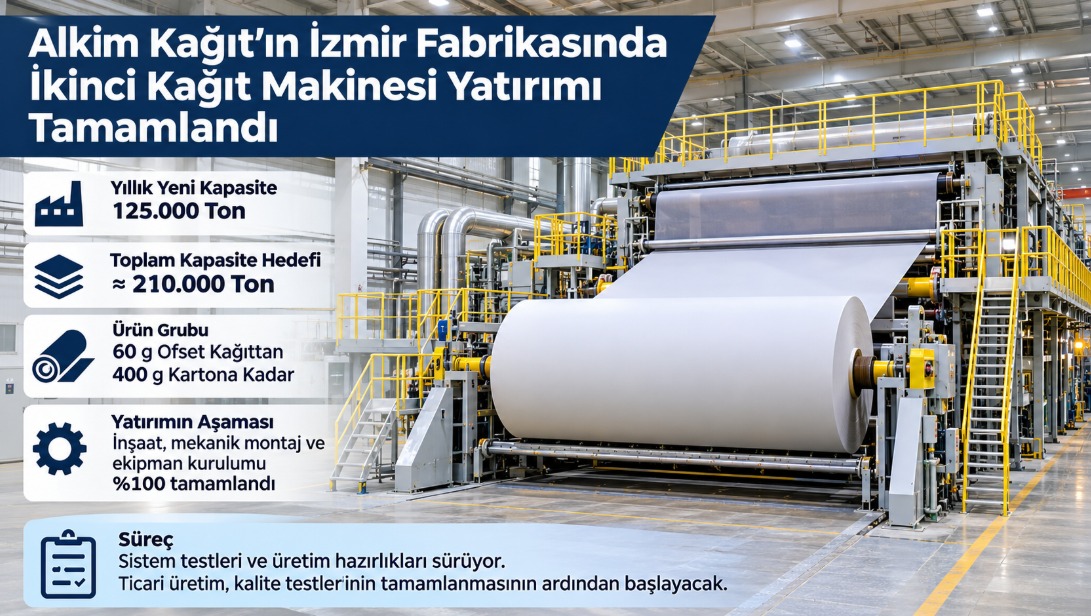 Alkim Kağıt’ın İzmir Fabrikasında
İkinci Kağıt Makinesi Yatırımı
Tamamlandı
Yıllık Yeni Kapasite
125.000 Ton
Toplam Kapasite Hedefi
≈ 210.000 Ton
Ürün Grubu
60 g Ofset Kağıttan
400 g Kartona Kadar
Yatırımın Aşaması
İnşaat, mekanik montaj ve
ekipman kurulumu
%100 tamamlandı
Süreç
Sistem testleri ve üretim hazırlıkları sürüyor.
Ticari üretim, kalite testlerinin tamamlanmasının ardından başlayacak.